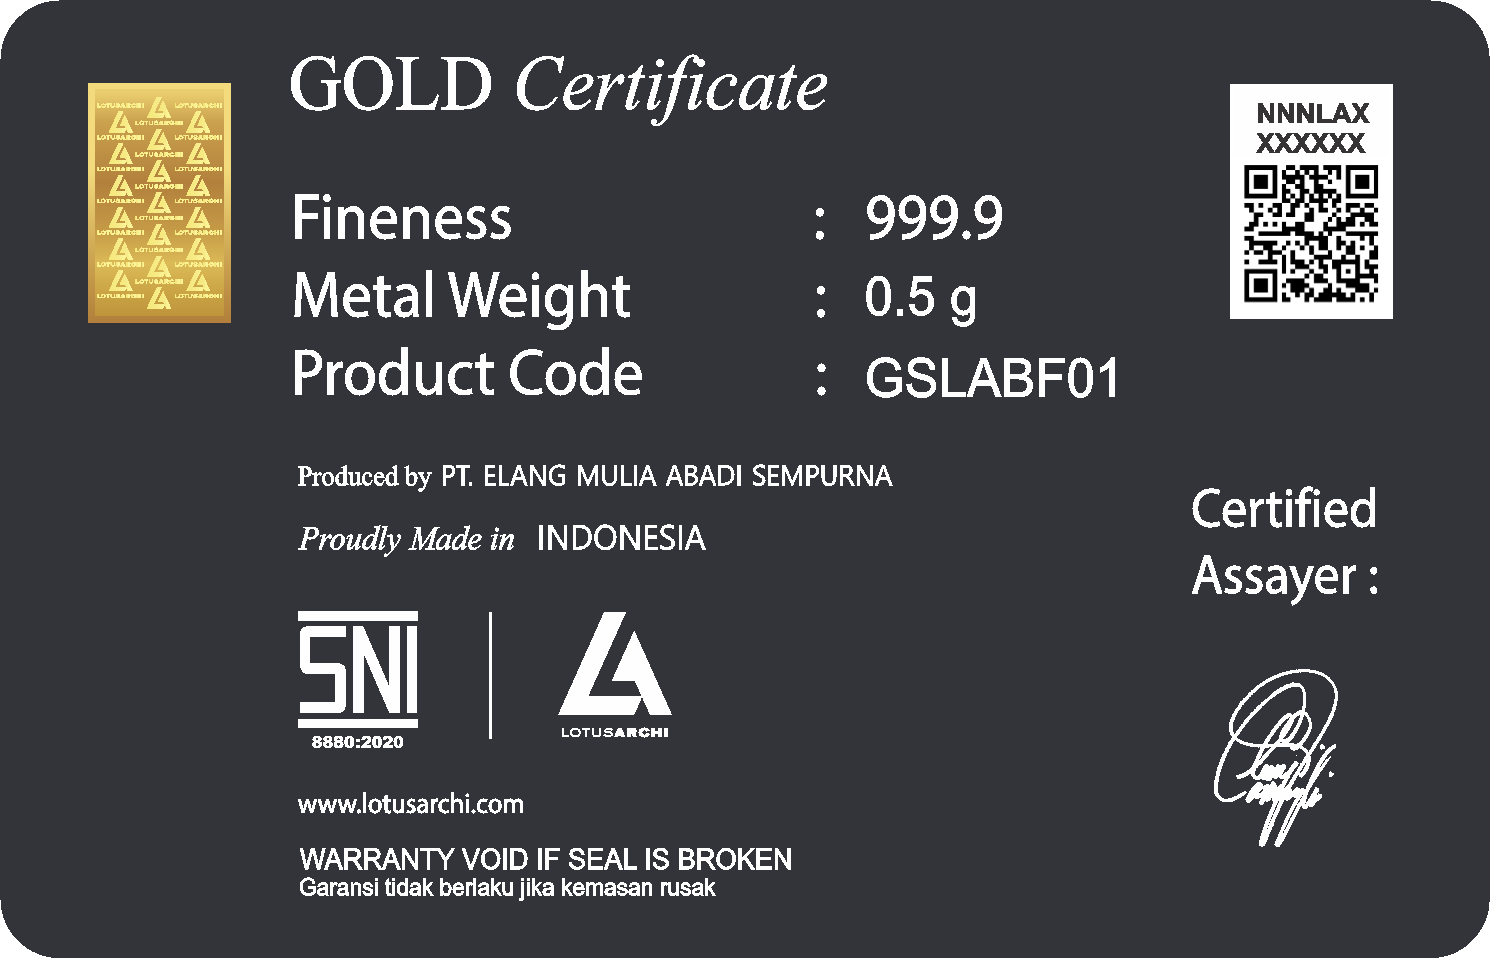 GOLD Certificate
NNNLAX
XXXXXX
Fineness : 999.9
Metal Weight : 0.5 g
Product Code : GSLABF01
Produced by PT. ELANG MULIA ABADI SEMPURNA
Proudly Made in INDONESIA
Certified
Assayer :
SNI
8880:2020
LA
LOTUSARCHI
www.lotusarchi.com
WARRANTY VOID IF SEAL IS BROKEN
Garansi tidak berlaku jika kemasan rusak